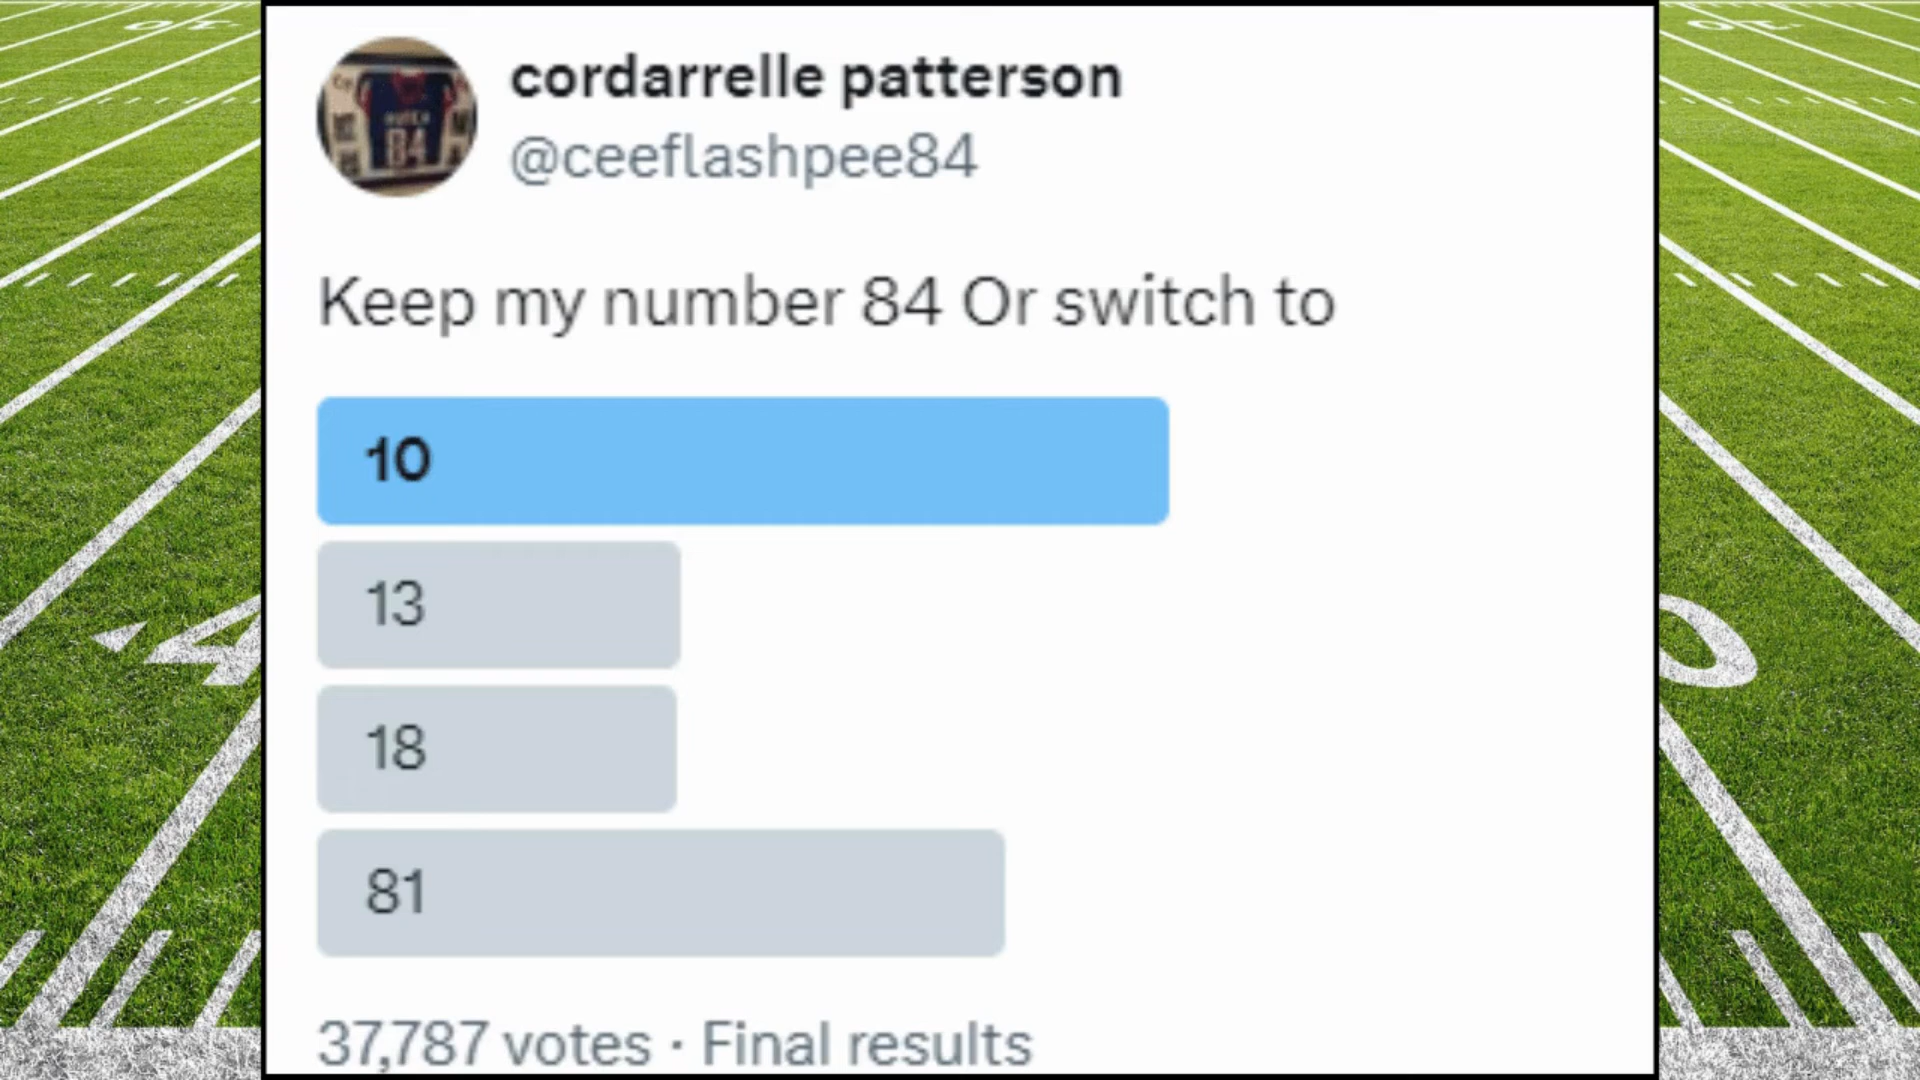 cordarrelle patterson
@ceeflashpee84
84
Keep my number 84 Or switch to
10
13
18
81
37,787 votes · Final results